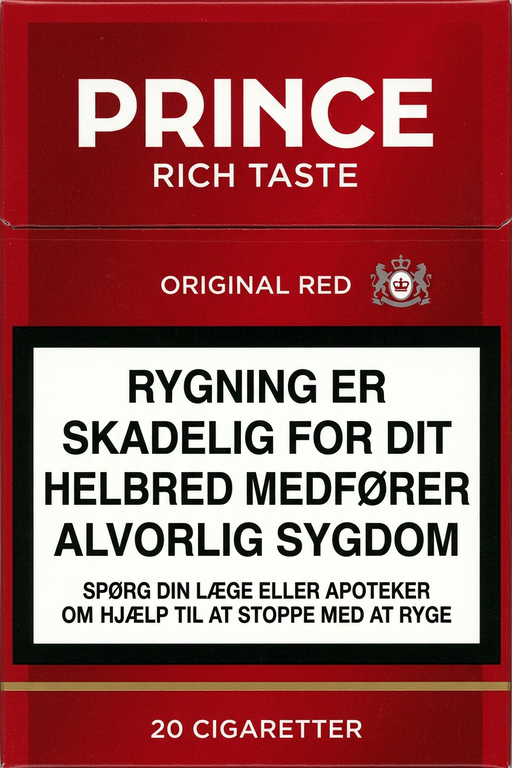 PRINCE
RICH TASTE
ORIGINAL RED
RYGNING ER
SKADELIG FOR DIT
HELBRED MEDFØRER
ALVORLIG SYGDOM
SPØRG DIN LÆGE ELLER APOTEKER
OM HJÆLP TIL AT STOPPE MED AT RYGE
20 CIGARETTER